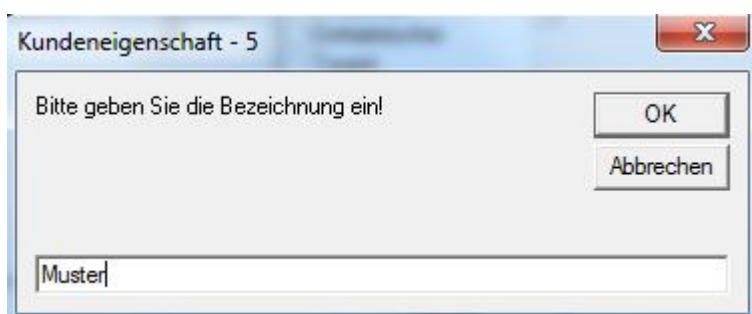 Kundeneigenschaft - 5
Bitte geben Sie die Bezeichnung ein!
OK
Abbrechen
Muster